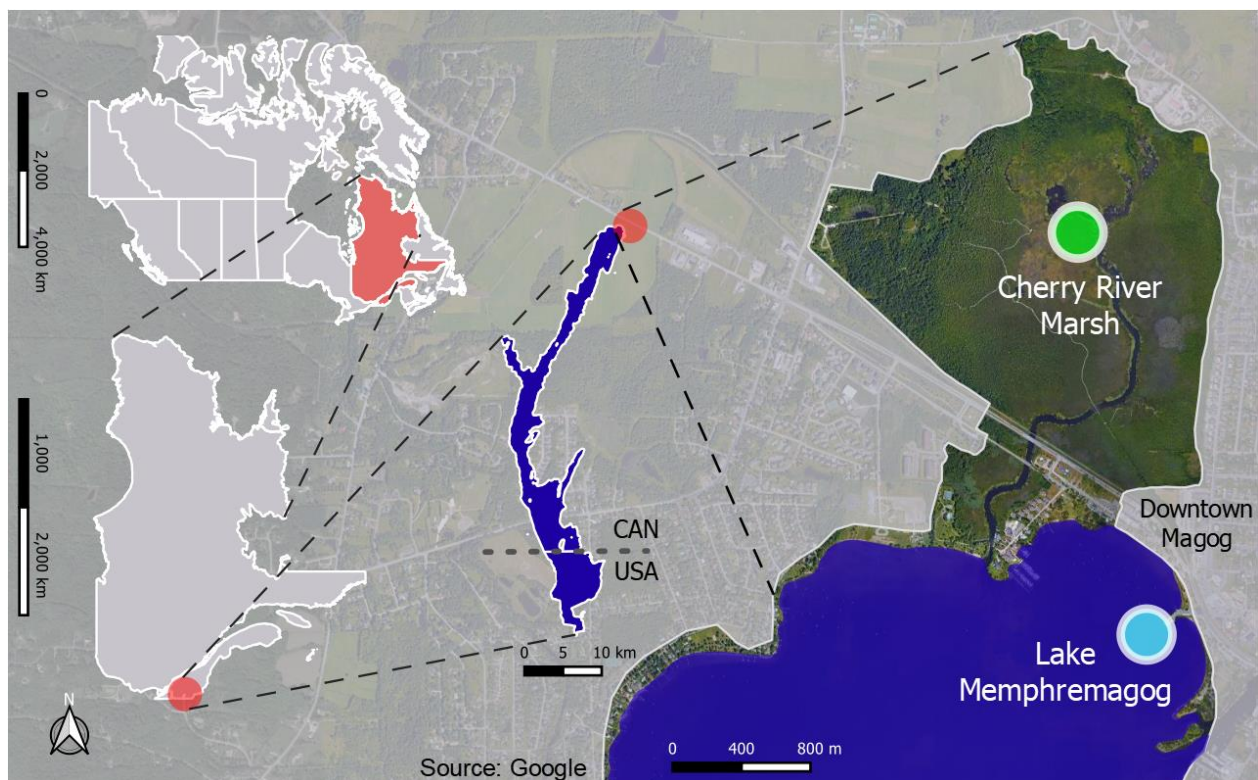 0
2,000
4,000 km
1,000
2,000 km
N
CAN
USA
0 5 10 km
Cherry River
Marsh
Downtown
Magog
Lake
Memphremagog
0 400 800 m
Source: Google